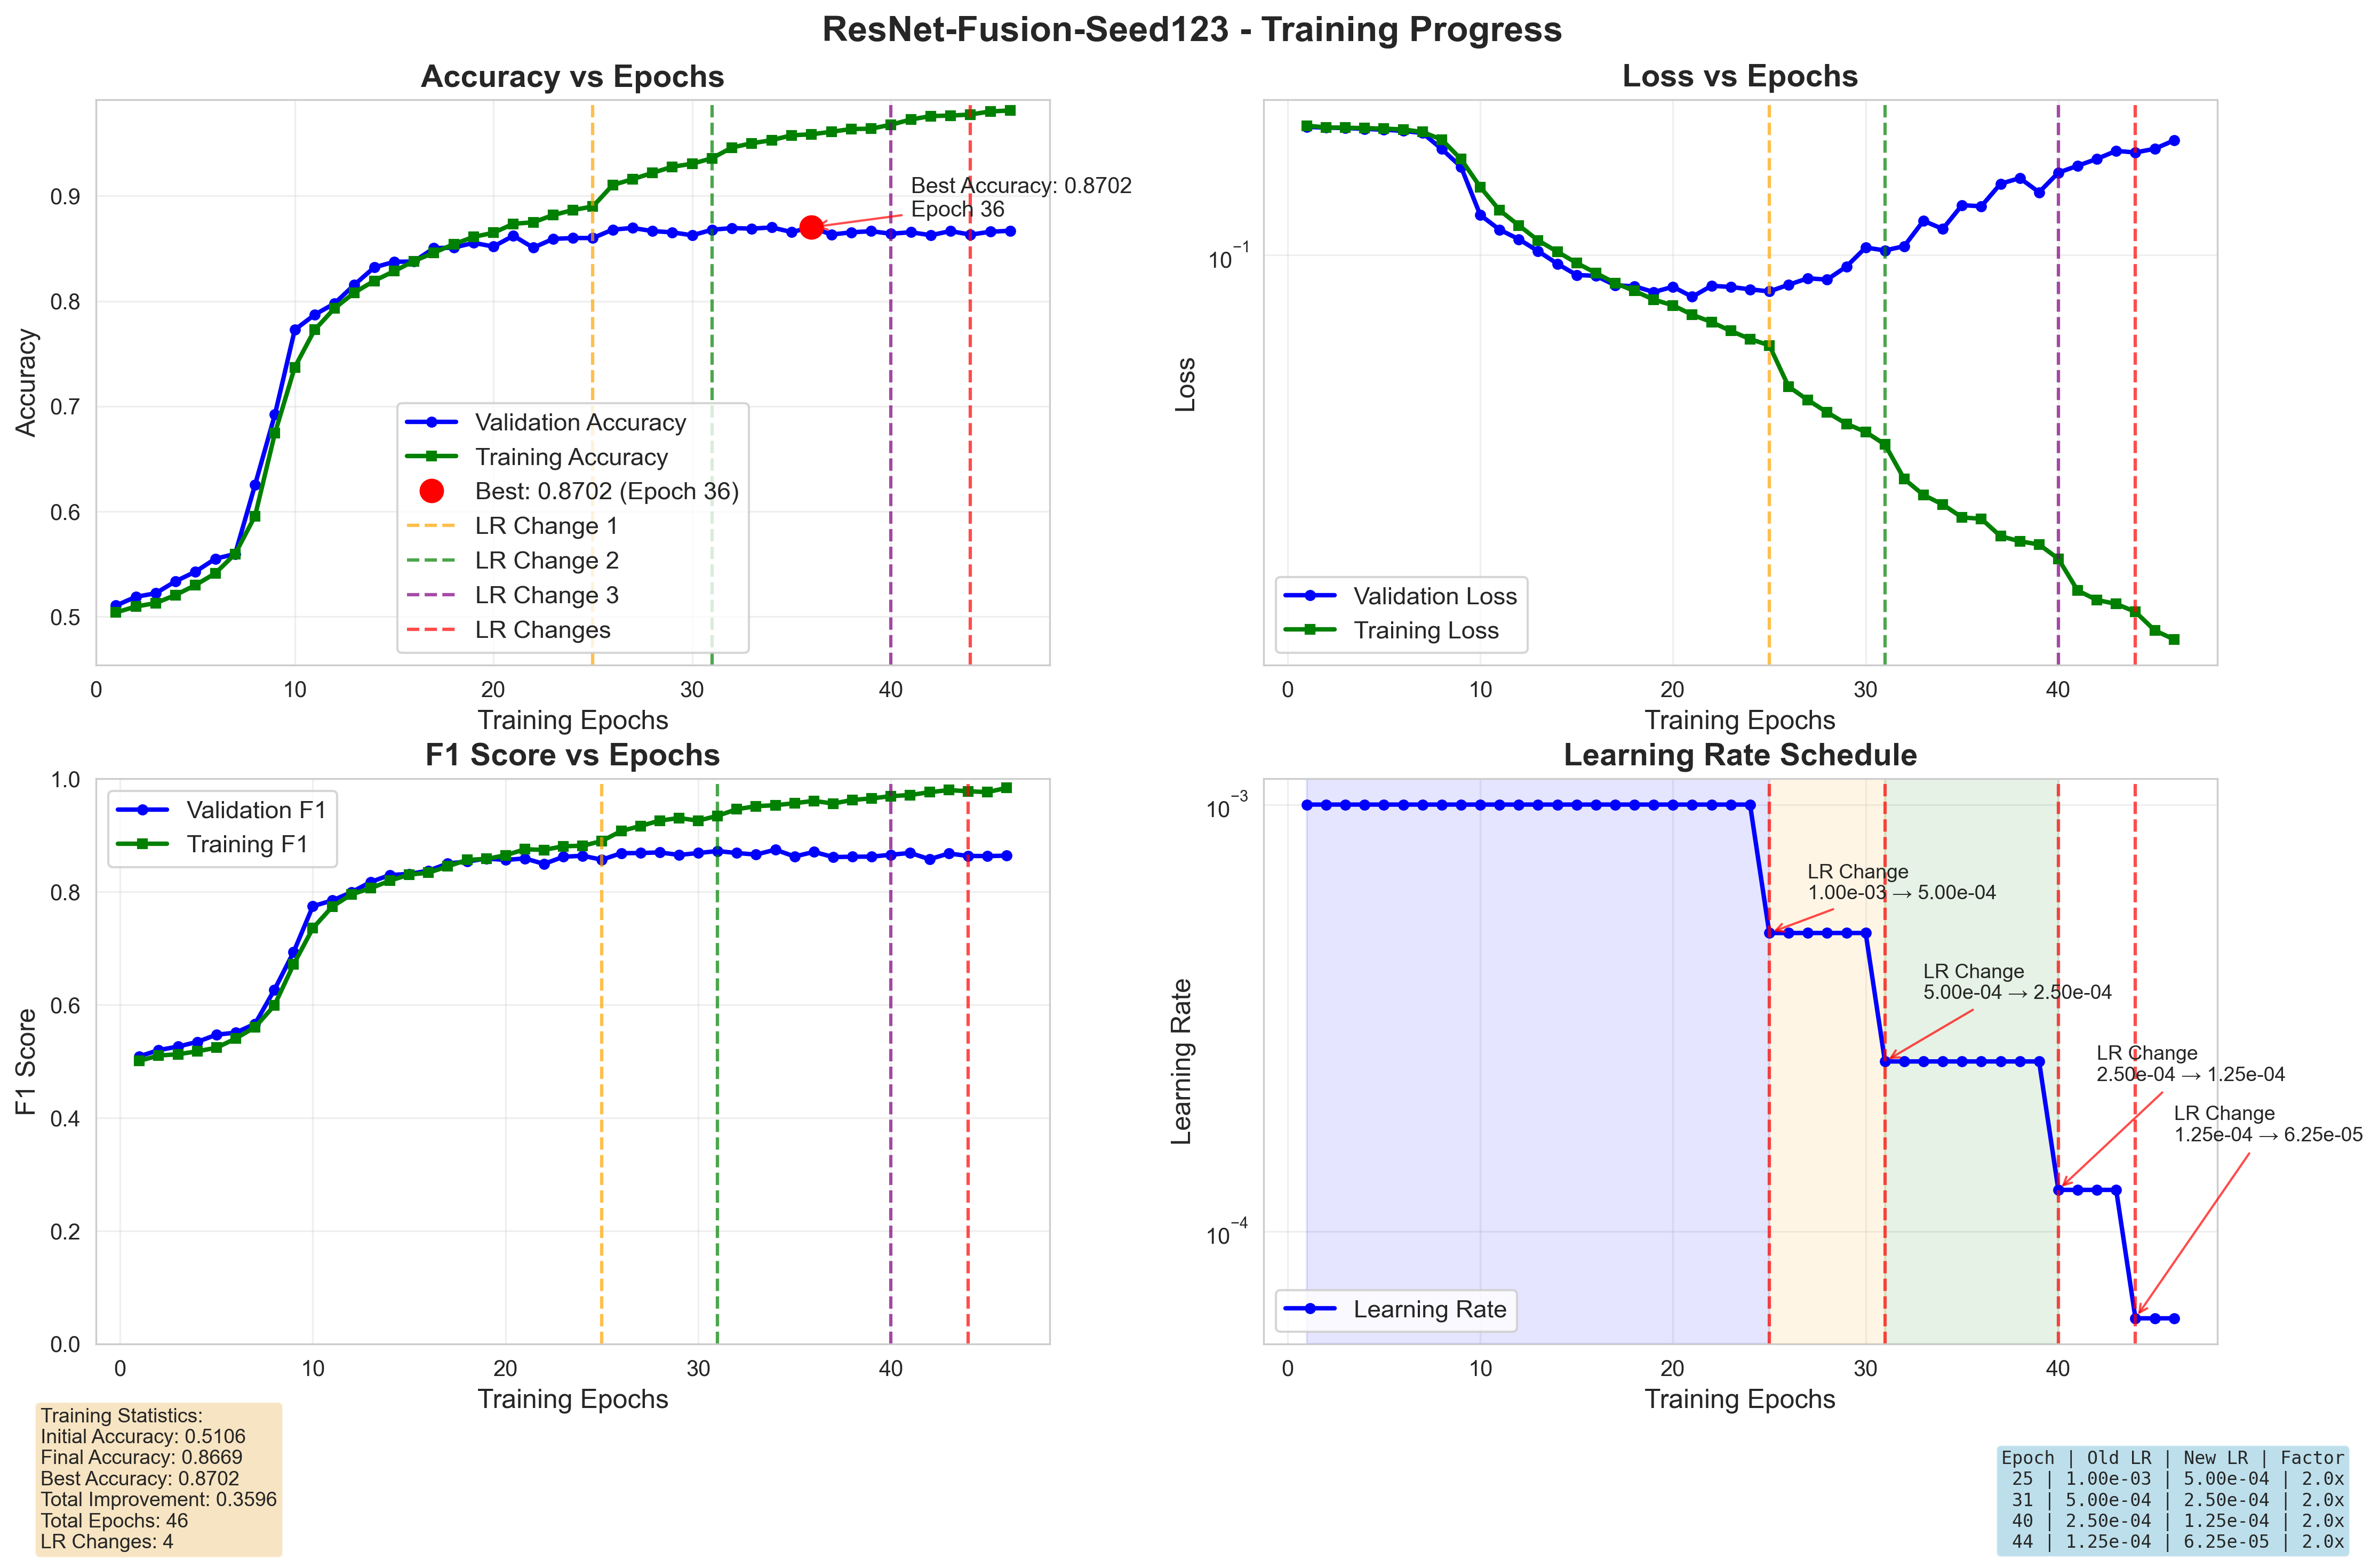 ResNet-Fusion-Seed123 - Training Progress
Accuracy vs Epochs
Accuracy
0.9
0.8
0.7
0.6
0.5
0
10
20
30
40
Training Epochs
Best Accuracy: 0.8702
Epoch 36
Validation Accuracy
Training Accuracy
Best: 0.8702 (Epoch 36)
LR Change 1
LR Change 2
LR Change 3
LR Changes
Loss vs Epochs
Loss
10⁻¹
Validation Loss
Training Loss
0
10
20
30
40
Training Epochs
F1 Score vs Epochs
F1 Score
1.0
0.8
0.6
0.4
0.2
0.0
Validation F1
Training F1
0
10
20
30
40
Training Epochs
Learning Rate Schedule
Learning Rate
10⁻³
10⁻⁴
LR Change
1.00e-03 → 5.00e-04
LR Change
5.00e-04 → 2.50e-04
LR Change
2.50e-04 → 1.25e-04
LR Change
1.25e-04 → 6.25e-05
Learning Rate
0
10
20
30
40
Training Epochs
Training Statistics:
Initial Accuracy: 0.5106
Final Accuracy: 0.8669
Best Accuracy: 0.8702
Total Improvement: 0.3596
Total Epochs: 46
LR Changes: 4
Epoch | Old LR | New LR | Factor
25 | 1.00e-03 | 5.00e-04 | 2.0x
31 | 5.00e-04 | 2.50e-04 | 2.0x
40 | 2.50e-04 | 1.25e-04 | 2.0x
44 | 1.25e-04 | 6.25e-05 | 2.0x